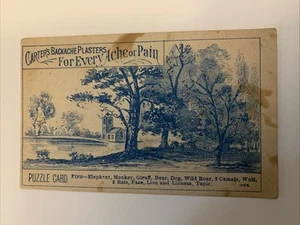 CARTER'S BACKACHE PLASTERS
FOR EVERY ACHE OR PAIN
PUZZLE CARD
FIND—Elephant, Monkey, Giraff, Bear, Dog, Wild Boar, 2 Camels, Wolf,
2 Rats, Face, Lion and Lioness, Tapir.